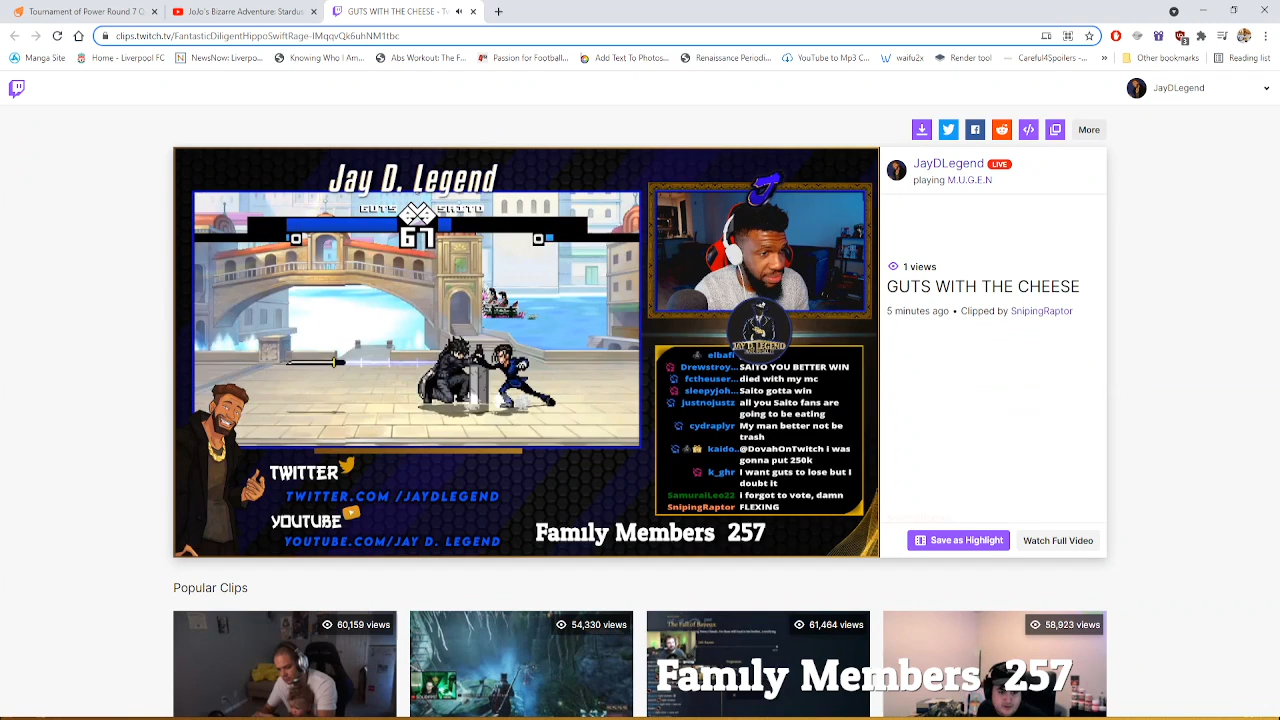 Tournament of Power Round 7 C
JoJo's Bizarre Adventure: Stardus
GUTS WITH THE CHEESE - Tw
clips.twitch.tv/FantasticDiligentHippoSwiftRage-IMqqvQk6uhNM1tbc
Manga Site
Home - Liverpool FC
NewsNow: Liverpo...
Knowing Who I Am...
Abs Workout: The F...
Passion for Football...
Add Text To Photos...
Renaissance Periodi...
YouTube to Mp3 C...
waifu2x
Render tool
Careful4Spoilers -...
Other bookmarks
Reading list
JayDLegend
More
Jay D. Legend
GUTS
SAITO
67
JAY D. LEGEND
elbafi
Drewstroy... SAITO YOU BETTER WIN
fctheuser... died with my mc
sleepyjoh... Saito gotta win
justnojustz all you Saito fans are
going to be eating
cydraplyr My man better not be
trash
kaido.. @DovahOnTwitch i was
gonna put 250k
k_ghr I want guts to lose but I
doubt it
SamuraiLeo22 i forgot to vote, damn
SnipingRaptor FLEXING
TWITTER
TWITTER.COM /JAYDLEGEND
YOUTUBE
YOUTUBE.COM/JAY D. LEGEND
Family Members 257
JayDLegend LIVE
playing M.U.G.E.N
1 views
GUTS WITH THE CHEESE
5 minutes ago • Clipped by SnipingRaptor
Save as Highlight
Watch Full Video
Popular Clips
60,159 views
54,330 views
61,464 views
58,923 views
Family Members 257